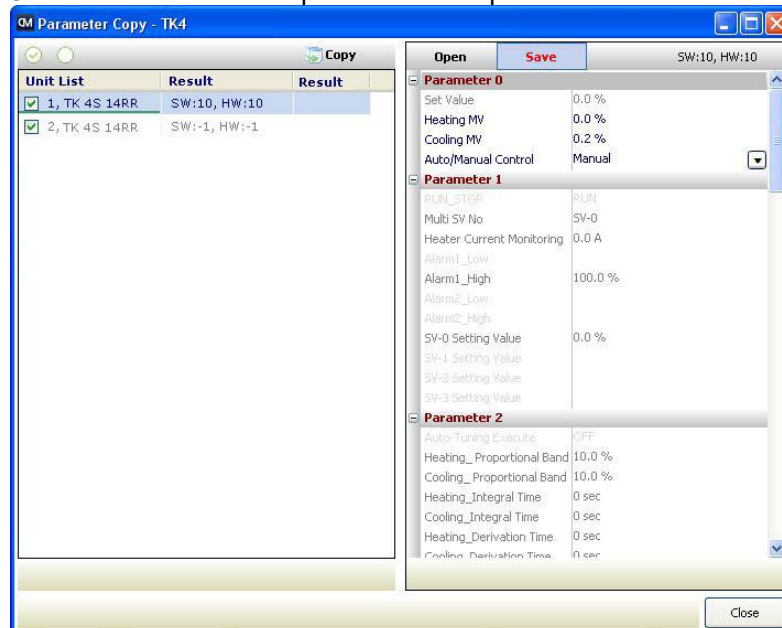 Parameter Copy - TK4
Copy
Unit List Result Result
1, TK 4S 14RR SW:10, HW:10
2, TK 4S 14RR SW:-1, HW:-1
Open Save SW:10, HW:10
Parameter 0
Set Value 0.0 %
Heating MV 0.0 %
Cooling MV 0.2 %
Auto/Manual Control Manual
Parameter 1
RUN_STOP RUN
Multi SV No SV-0
Heater Current Monitoring 0.0 A
Alarm1_Low
Alarm1_High 100.0 %
Alarm2_Low
Alarm2_High
SV-0 Setting Value 0.0 %
SV-1 Setting Value
SV-2 Setting Value
SV-3 Setting Value
Parameter 2
Auto-Tuning Execute OFF
Heating_ Proportional Band 10.0 %
Cooling_ Proportional Band 10.0 %
Heating_Integral Time 0 sec
Cooling_Integral Time 0 sec
Heating_Derivation Time 0 sec
Cooling_Derivation Time 0 sec
Close